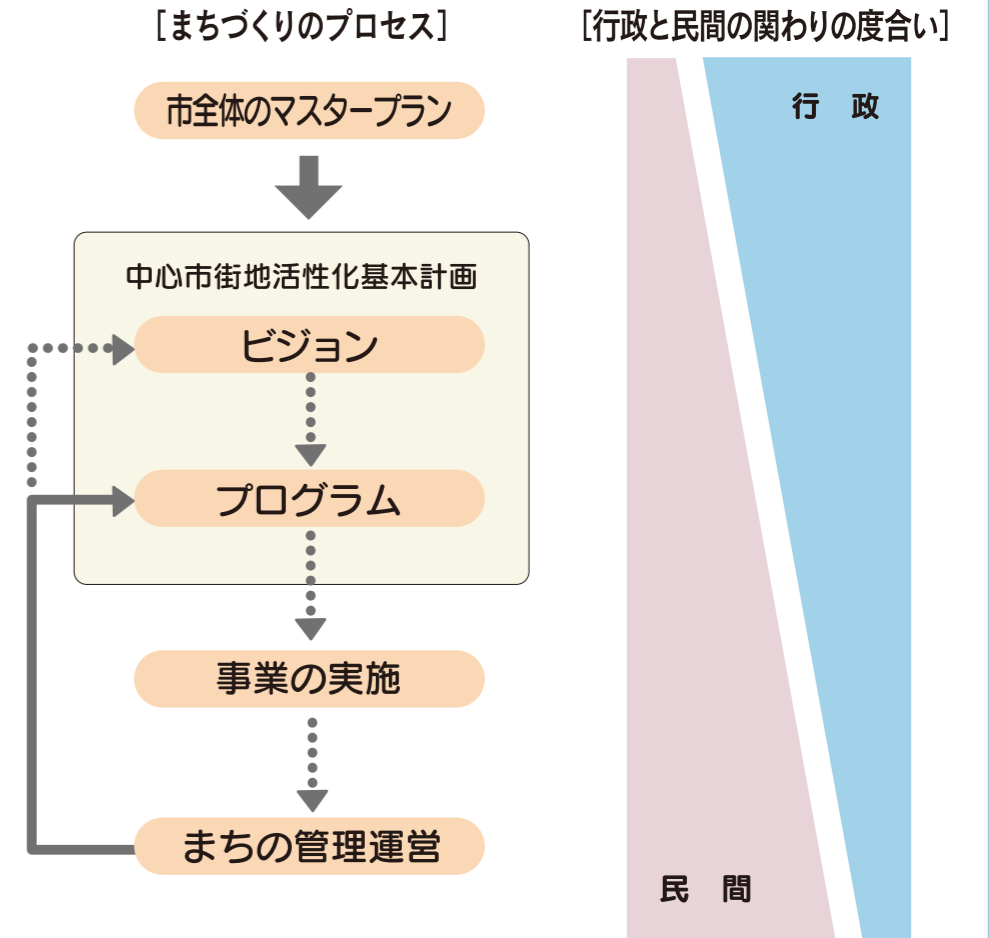 [まちづくりのプロセス]
市全体のマスタープラン
中心市街地活性化基本計画
ビジョン
プログラム
事業の実施
まちの管理運営
[行政と民間の関わりの度合い]
行 政
民 間